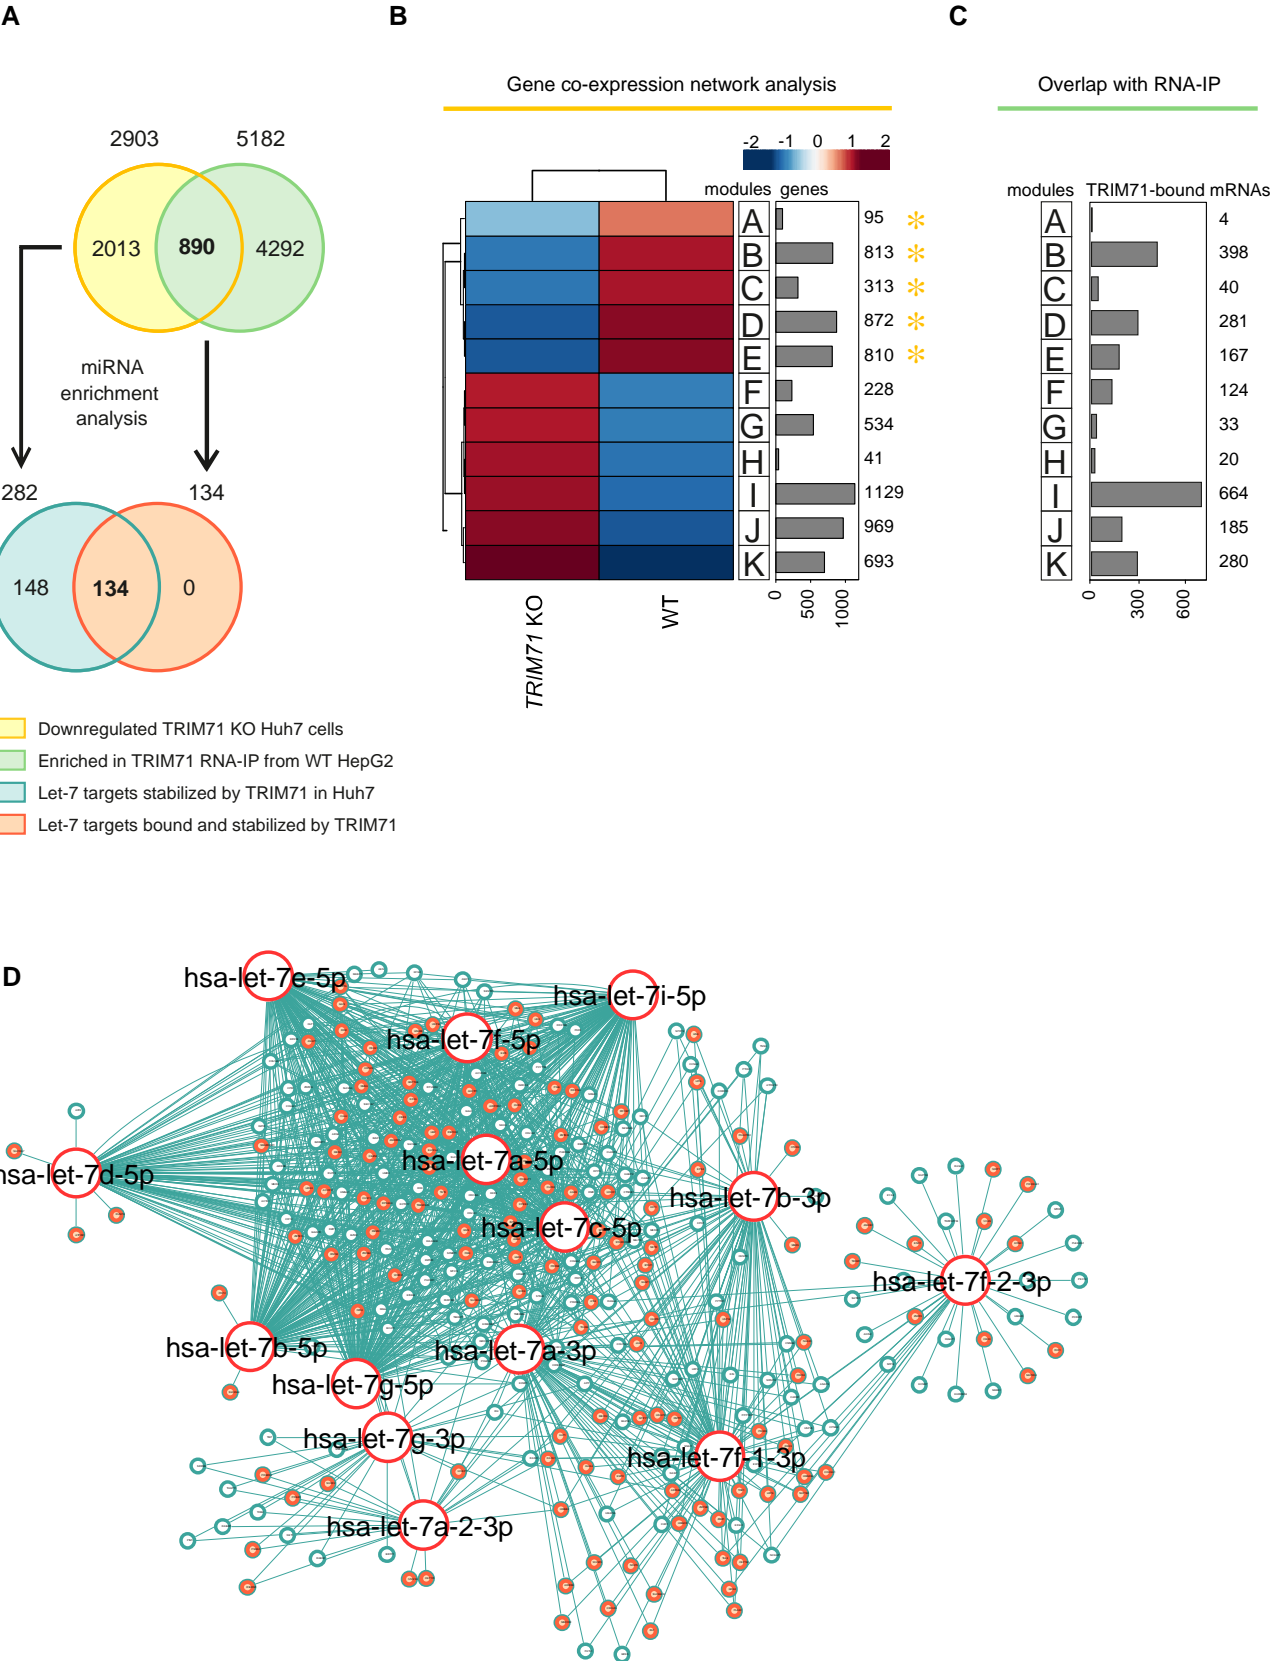 A
2903
5182
2013
890
4292
miRNA
enrichment
analysis
282
134
148
134
0
Downregulated TRIM71 KO Huh7 cells
Enriched in TRIM71 RNA-IP from WT HepG2
Let-7 targets stabilized by TRIM71 in Huh7
Let-7 targets bound and stabilized by TRIM71
B
Gene co-expression network analysis
-2 -1 0 1 2
modules genes
A 95 *
B 813 *
C 313 *
D 872 *
E 810 *
F 228
G 534
H 41
I 1129
J 969
K 693
TRIM71 KO
WT
0 500 1000
C
Overlap with RNA-IP
modules TRIM71-bound mRNAs
A 4
B 398
C 40
D 281
E 167
F 124
G 33
H 20
I 664
J 185
K 280
0 300 600
D
hsa-let-7e-5p
hsa-let-7i-5p
hsa-let-7f-5p
hsa-let-7a-5p
hsa-let-7d-5p
hsa-let-7b-3p
hsa-let-7c-5p
hsa-let-7f-2-3p
hsa-let-7b-5p
hsa-let-7a-3p
hsa-let-7g-5p
hsa-let-7g-3p
hsa-let-7f-1-3p
hsa-let-7a-2-3p